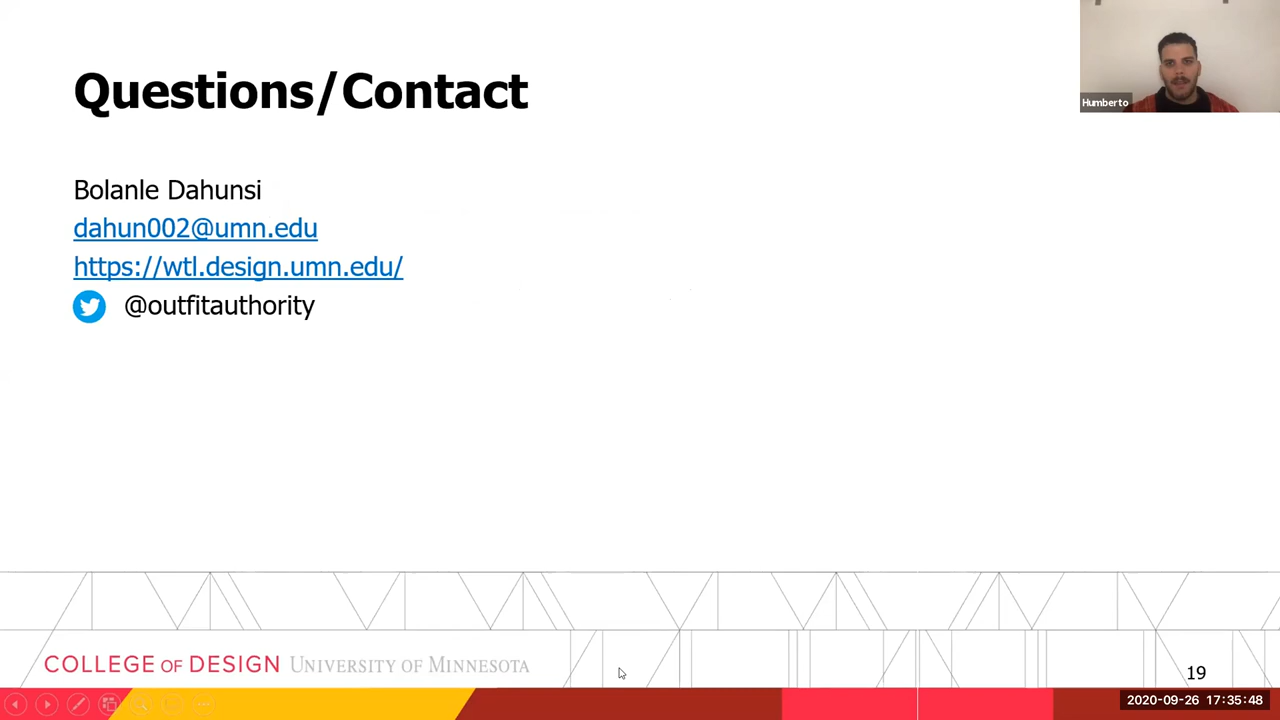 Questions/Contact
Humberto
Bolanle Dahunsi
dahun002@umn.edu
https://wtl.design.umn.edu/
@outfitauthority
COLLEGE OF DESIGN UNIVERSITY OF MINNESOTA
19
2020-09-26 17:35:48